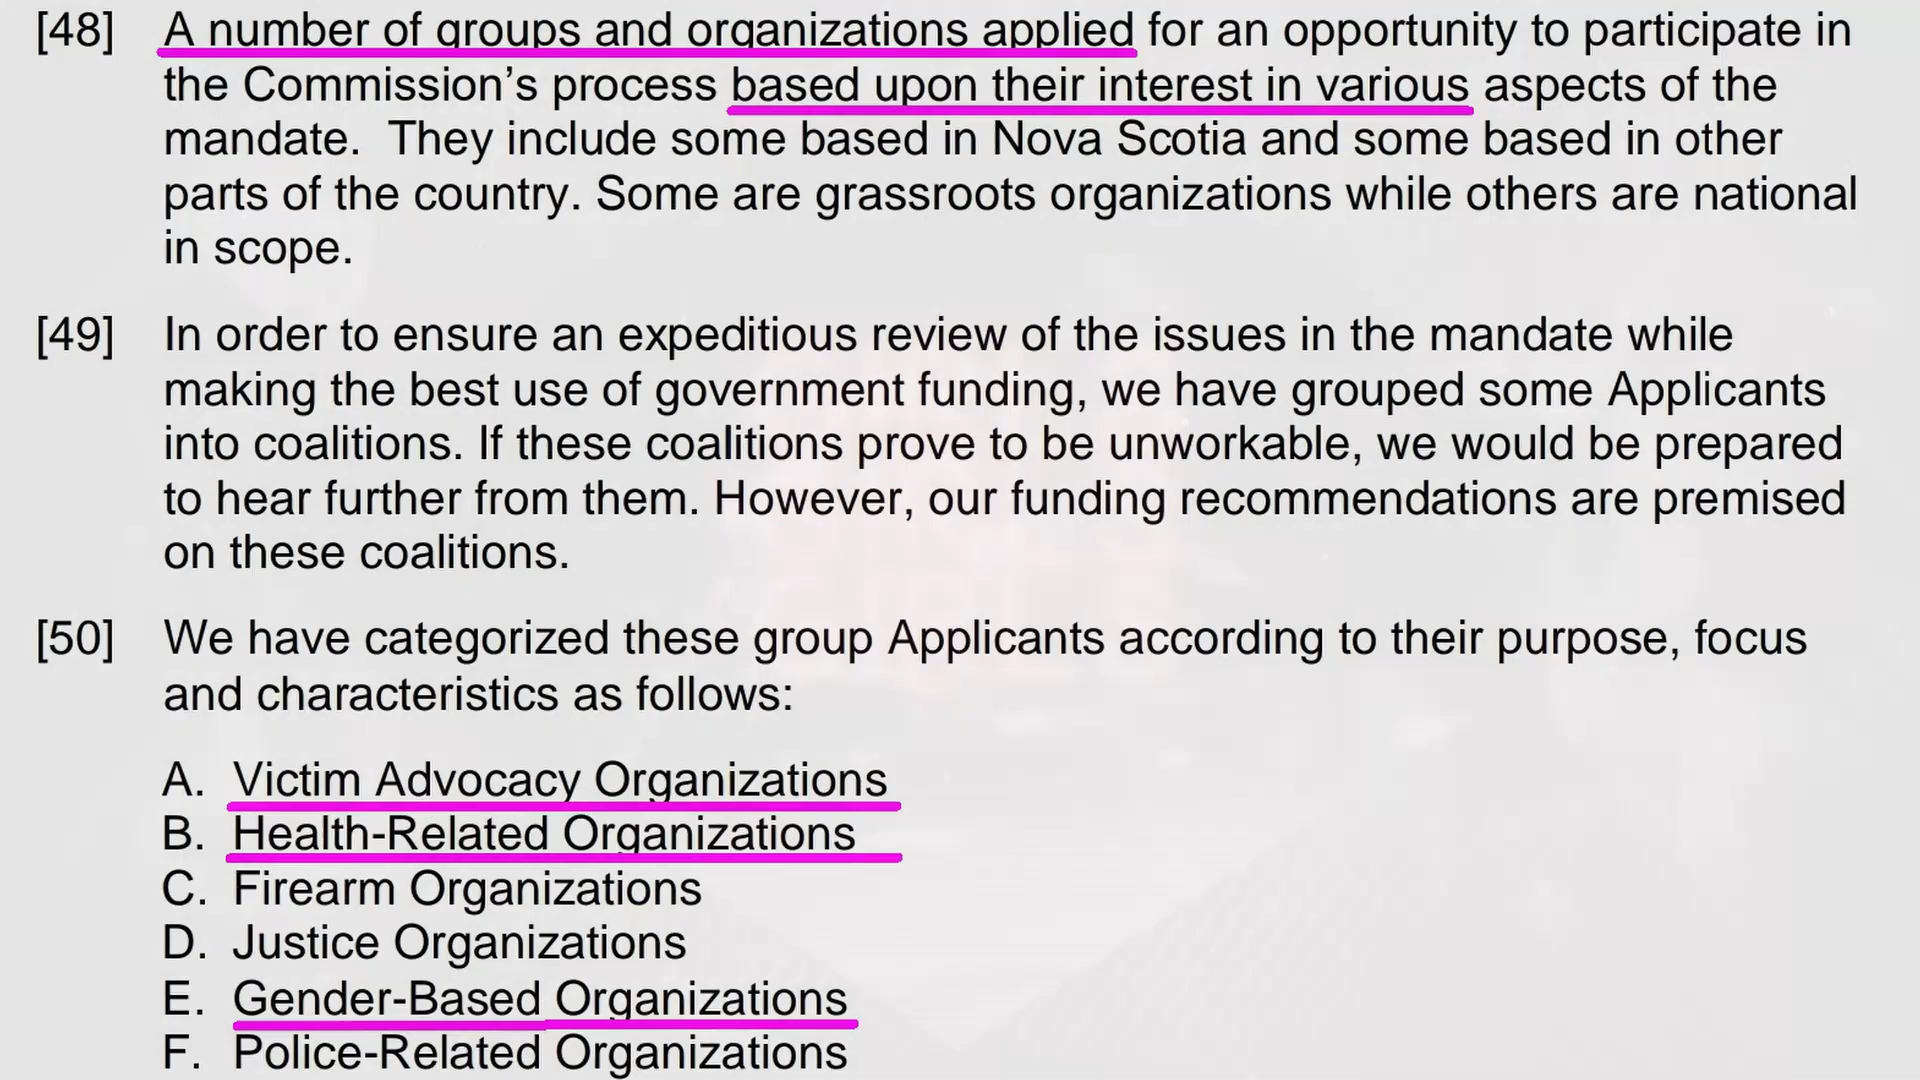 [48] A number of groups and organizations applied for an opportunity to participate in
the Commission’s process based upon their interest in various aspects of the
mandate.  They include some based in Nova Scotia and some based in other
parts of the country. Some are grassroots organizations while others are national
in scope.
[49] In order to ensure an expeditious review of the issues in the mandate while
making the best use of government funding, we have grouped some Applicants
into coalitions. If these coalitions prove to be unworkable, we would be prepared
to hear further from them. However, our funding recommendations are premised
on these coalitions.
[50] We have categorized these group Applicants according to their purpose, focus
and characteristics as follows:
A. Victim Advocacy Organizations
B. Health-Related Organizations
C. Firearm Organizations
D. Justice Organizations
E. Gender-Based Organizations
F. Police-Related Organizations